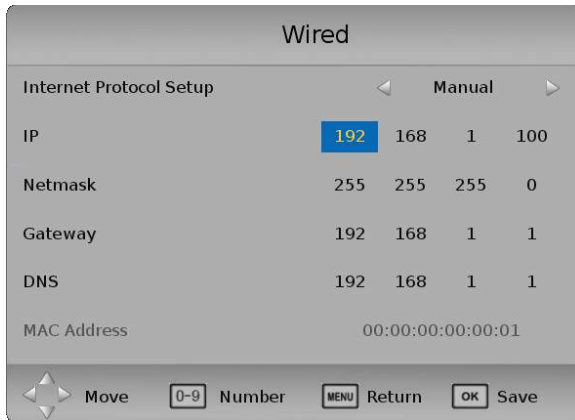 Wired
Internet Protocol Setup Manual
IP 192 168 1 100
Netmask 255 255 255 0
Gateway 192 168 1 1
DNS 192 168 1 1
MAC Address 00:00:00:00:00:01
Move 0-9 Number MENU Return OK Save